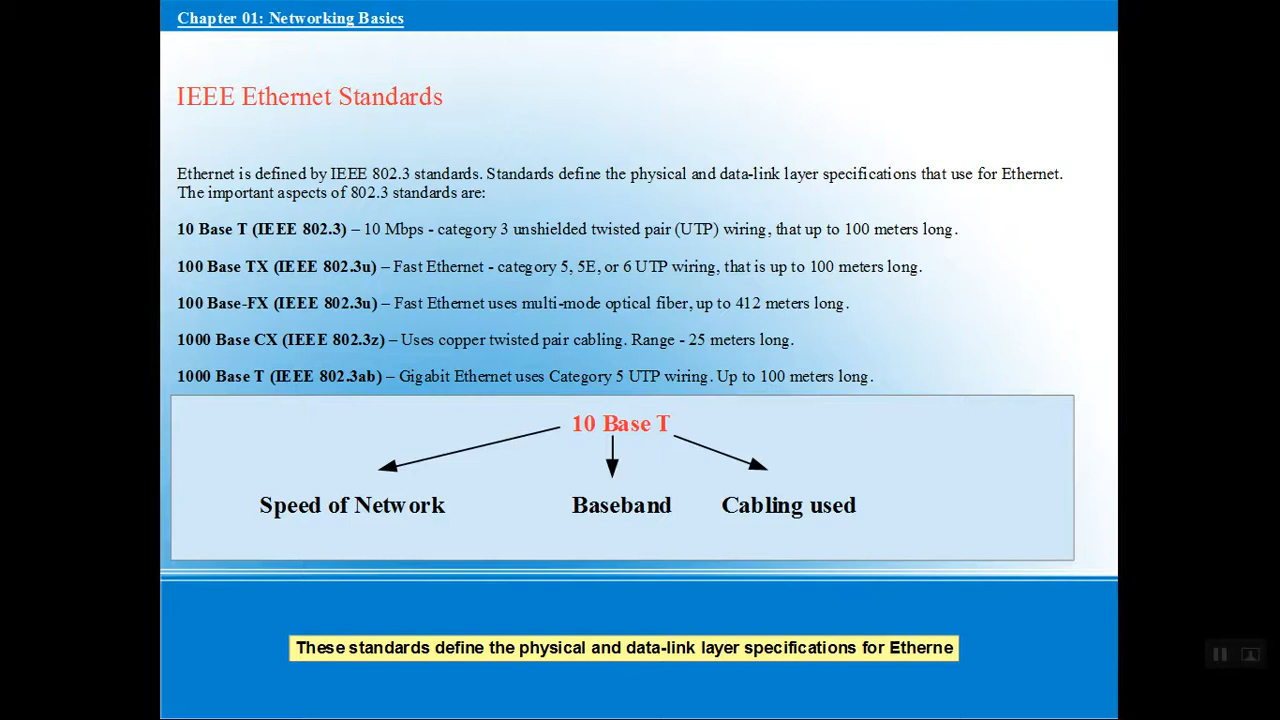 Chapter 01: Networking Basics
IEEE Ethernet Standards
Ethernet is defined by IEEE 802.3 standards. Standards define the physical and data-link layer specifications that use for Ethernet.
The important aspects of 802.3 standards are:
10 Base T (IEEE 802.3) – 10 Mbps - category 3 unshielded twisted pair (UTP) wiring, that up to 100 meters long.
100 Base TX (IEEE 802.3u) – Fast Ethernet - category 5, 5E, or 6 UTP wiring, that is up to 100 meters long.
100 Base-FX (IEEE 802.3u) – Fast Ethernet uses multi-mode optical fiber, up to 412 meters long.
1000 Base CX (IEEE 802.3z) – Uses copper twisted pair cabling. Range - 25 meters long.
1000 Base T (IEEE 802.3ab) – Gigabit Ethernet uses Category 5 UTP wiring. Up to 100 meters long.
10 Base T
Speed of Network Baseband Cabling used
These standards define the physical and data-link layer specifications for Etherne